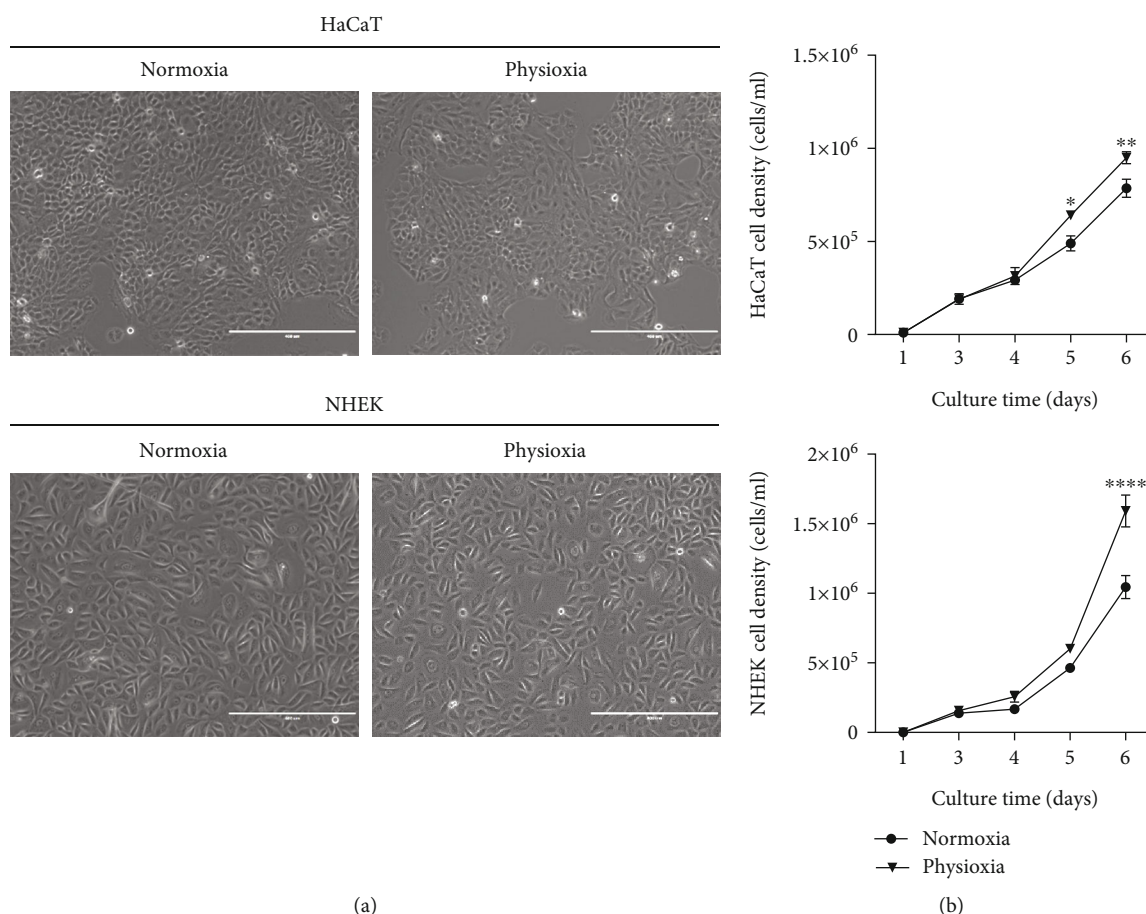 HaCaT
Normoxia
Physioxia
NHEK
Normoxia
Physioxia
(a)
HaCaT cell density (cells/ml)
1.5×10⁶
1×10⁶
5×10⁵
0
*
**
1
3
4
5
6
Culture time (days)
NHEK cell density (cells/ml)
2×10⁶
1.5×10⁶
1×10⁶
5×10⁵
0
****
1
3
4
5
6
Culture time (days)
Normoxia
Physioxia
(b)